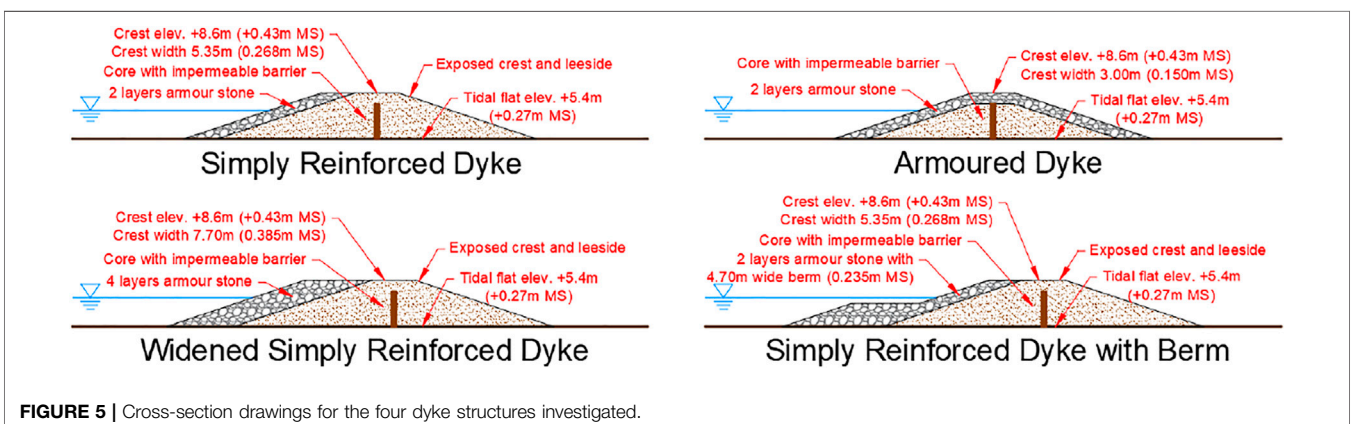 Crest elev. +8.6m (+0.43m MS)
Crest width 5.35m (0.268m MS)
Core with impermeable barrier
2 layers armour stone
Exposed crest and leeside
Tidal flat elev. +5.4m
(+0.27m MS)
Simply Reinforced Dyke
Core with impermeable barrier
2 layers armour stone
Crest elev. +8.6m (+0.43m MS)
Crest width 3.00m (0.150m MS)
Tidal flat elev. +5.4m
(+0.27m MS)
Armoured Dyke
Crest elev. +8.6m (+0.43m MS)
Crest width 7.70m (0.385m MS)
Core with impermeable barrier
4 layers armour stone
Exposed crest and leeside
Tidal flat elev. +5.4m
(+0.27m MS)
Widened Simply Reinforced Dyke
Crest elev. +8.6m (+0.43m MS)
Crest width 5.35m (0.268m MS)
Core with impermeable barrier
2 layers armour stone with
4.70m wide berm (0.235m MS)
Exposed crest and leeside
Tidal flat elev. +5.4m
(+0.27m MS)
Simply Reinforced Dyke with Berm
FIGURE 5 | Cross-section drawings for the four dyke structures investigated.